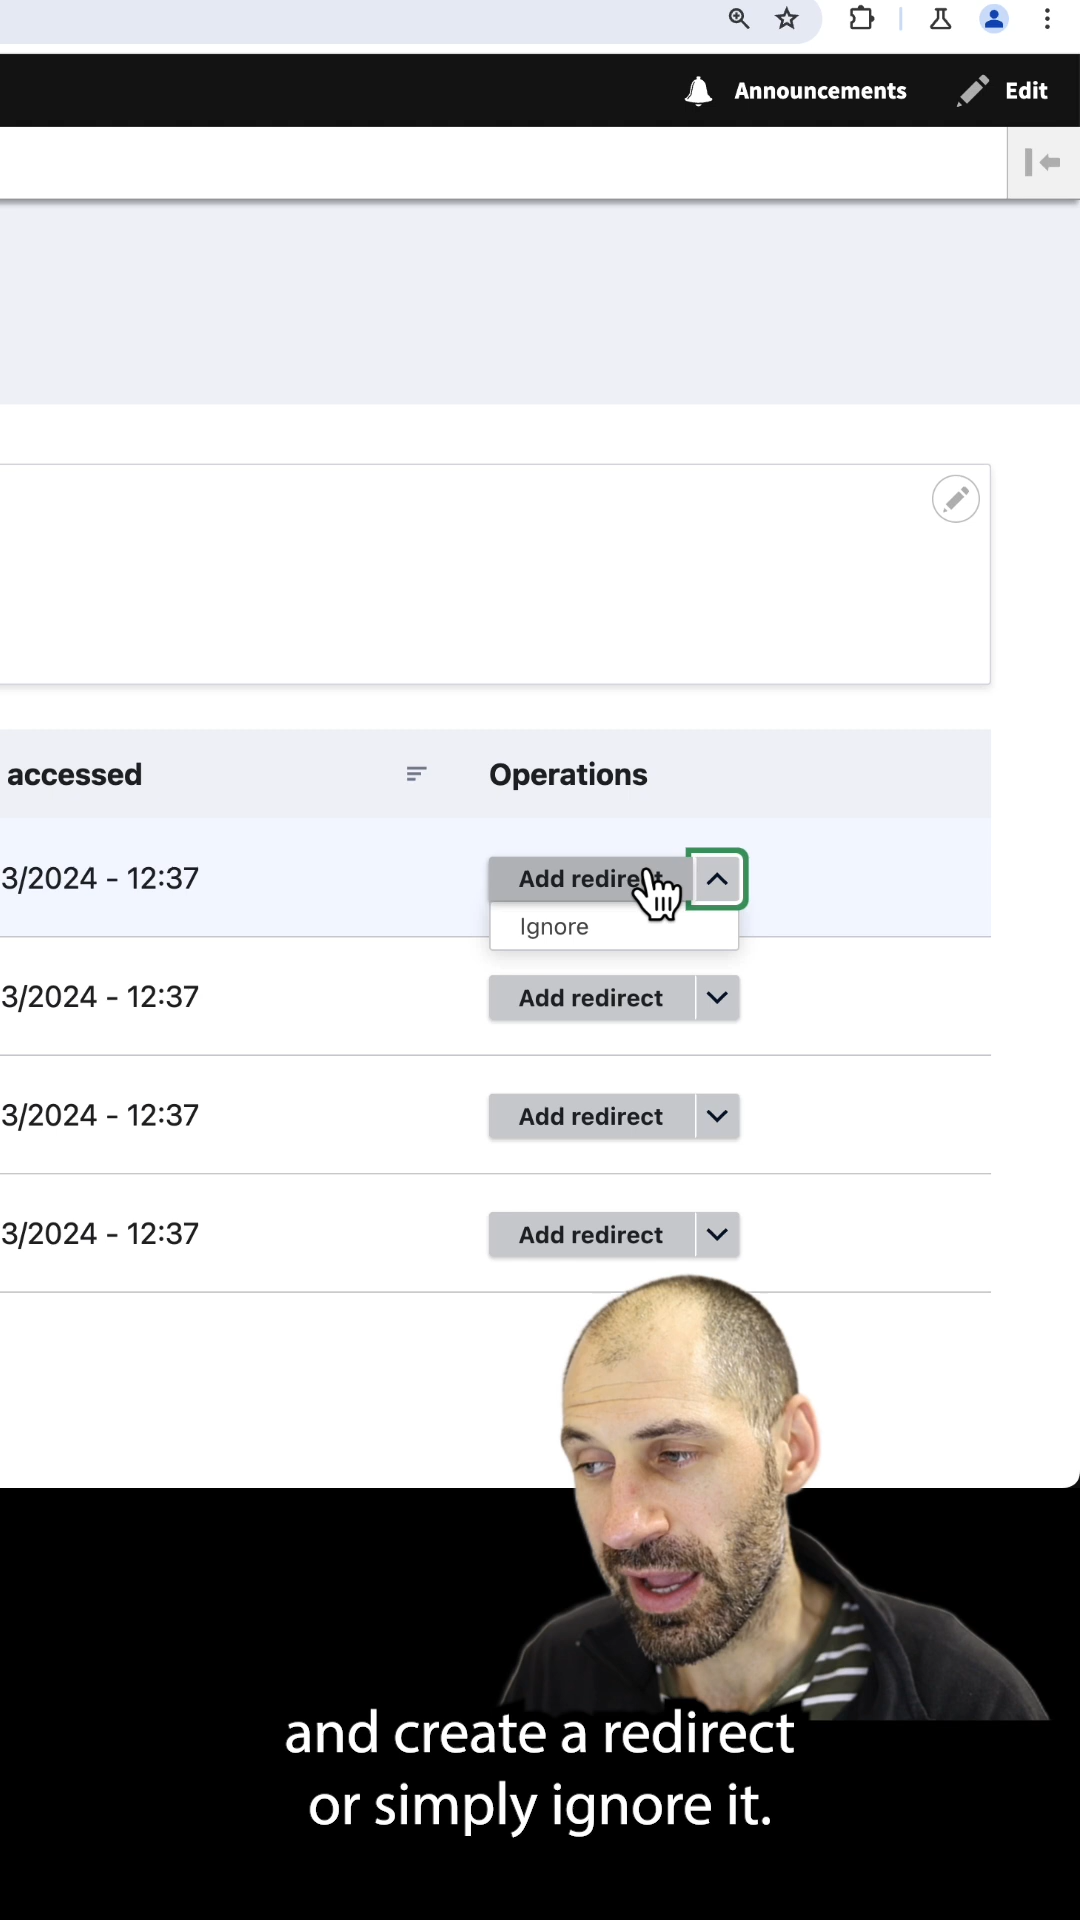 Announcements
Edit
accessed
Operations
3/2024 - 12:37
Add redirect
Ignore
3/2024 - 12:37
Add redirect
3/2024 - 12:37
Add redirect
3/2024 - 12:37
Add redirect
and create a redirect
or simply ignore it.